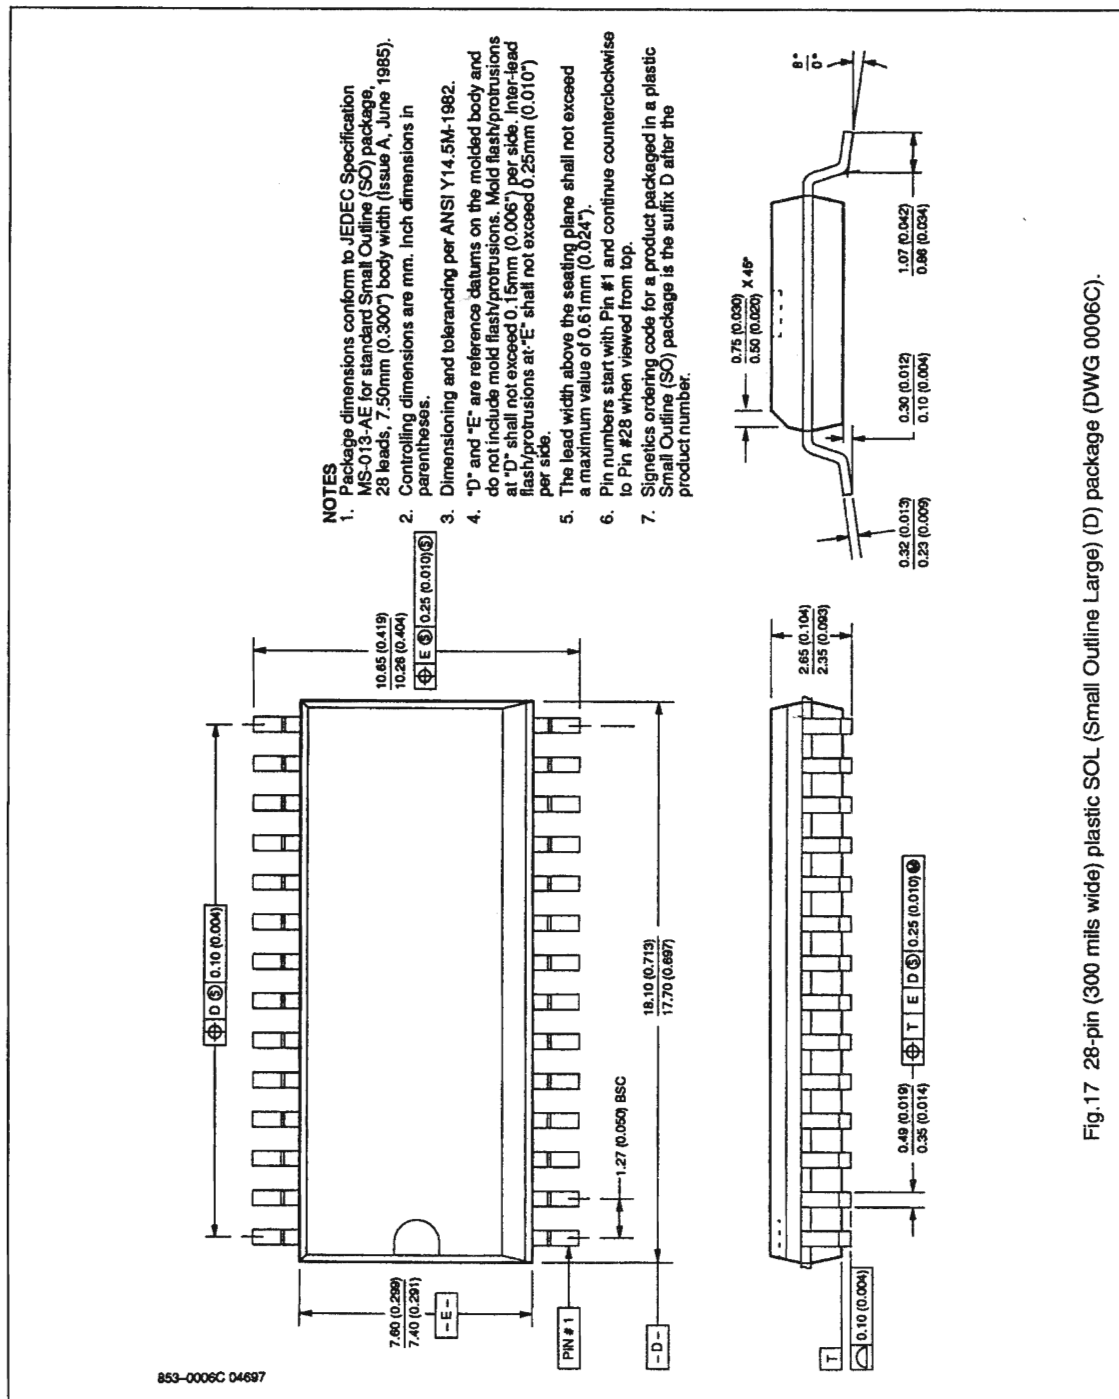 NOTES
1. Package dimensions conform to JEDEC Specification
MS-013-AE for standard Small Outline (SO) package,
28 leads, 7.50mm (0.300") body width (Issue A, June 1985).
2. Controlling dimensions are mm. Inch dimensions in
parentheses.
3. Dimensioning and tolerancing per ANSI Y14.5M-1982.
4. "D" and "E" are reference datums on the molded body and
do not include mold flash/protrusions. Mold flash/protrusions
at "D" shall not exceed 0.15mm (0.006") per side. Inter-lead
flash/protrusions at "E" shall not exceed 0.25mm (0.010")
per side.
5. The lead width above the seating plane shall not exceed
a maximum value of 0.61mm (0.024").
6. Pin numbers start with Pin #1 and continue counterclockwise
to Pin #28 when viewed from top.
7. Signetics ordering code for a product packaged in a plastic
Small Outline (SO) package is the suffix D after the
product number.
D Ⓢ 0.10 (0.004)
10.65 (0.419)
10.26 (0.404)
E Ⓢ 0.25 (0.010) Ⓢ
7.60 (0.299)
7.40 (0.291)
- E -
PIN # 1
1.27 (0.050) BSC
18.10 (0.713)
17.70 (0.697)
- D -
2.65 (0.104)
2.35 (0.093)
0.49 (0.019)
0.35 (0.014)
T E D Ⓢ 0.25 (0.010) Ⓜ
T
0.10 (0.004)
0.75 (0.030)
0.50 (0.020)
X 45°
8°
0°
1.07 (0.042)
0.86 (0.034)
0.30 (0.012)
0.10 (0.004)
0.32 (0.013)
0.23 (0.009)
853-0006C 04697
Fig.17 28-pin (300 mils wide) plastic SOL (Small Outline Large) (D) package (DWG 0006C).